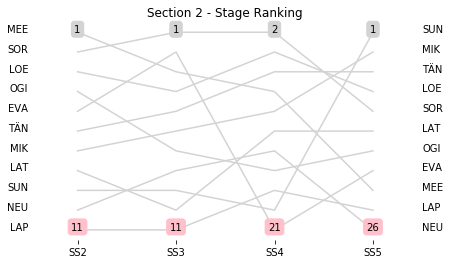 Section 2 - Stage Ranking
MEE 1 1 2 1 SUN
SOR MIK
LOE TÄN
OGI LOE
EVA SOR
TÄN LAT
MIK OGI
LAT EVA
SUN MEE
NEU LAP
LAP 11 11 21 26 NEU
SS2 SS3 SS4 SS5